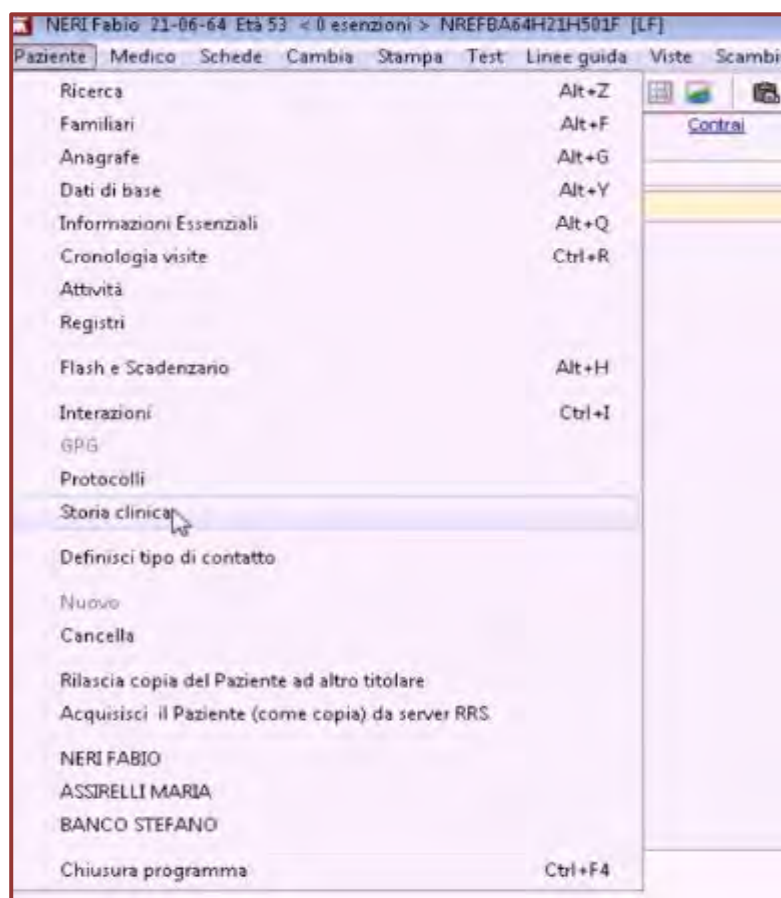 NERI Fabio 21-06-64 Età 53 < 0 esenzioni > NREFBA64H21H501F [LF]
Paziente Medico Schede Cambia Stampa Test Linee guida Viste Scambi
Ricerca Alt+Z
Familiari Alt+F
Contrai
Anagrafe Alt+G
Dati di base Alt+Y
Informazioni Essenziali Alt+Q
Cronologia visite Ctrl+R
Attività
Registri
Flash e Scadenzario Alt+H
Interazioni Ctrl+I
GPG
Protocolli
Storia clinica
Definisci tipo di contatto
Nuovo
Cancella
Rilascia copia del Paziente ad altro titolare
Acquisisci il Paziente (come copia) da server RRS
NERI FABIO
ASSIRELLI MARIA
BANCO STEFANO
Chiusura programma Ctrl+F4